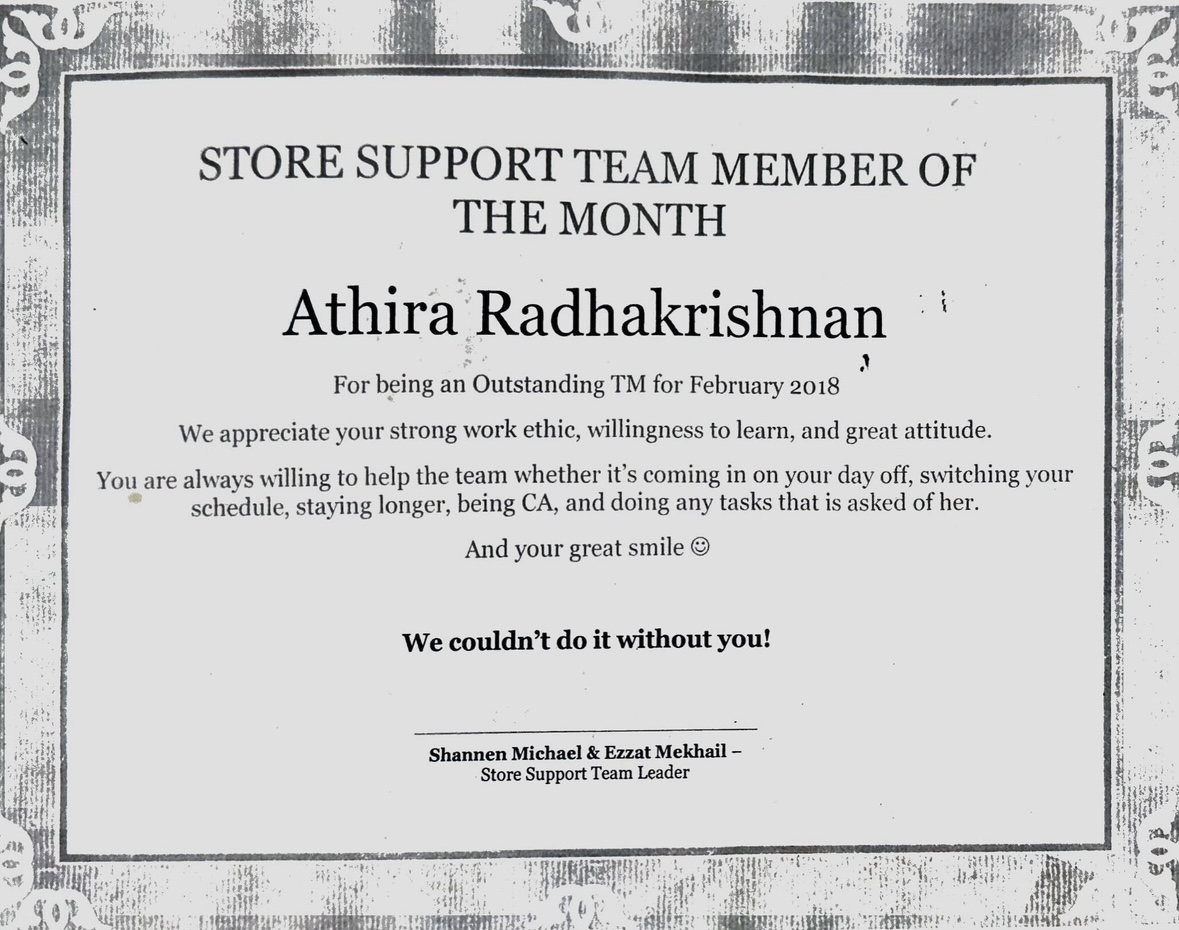 STORE SUPPORT TEAM MEMBER OF
THE MONTH
Athira Radhakrishnan
For being an Outstanding TM for February 2018
We appreciate your strong work ethic, willingness to learn, and great attitude.
You are always willing to help the team whether it’s coming in on your day off, switching your
schedule, staying longer, being CA, and doing any tasks that is asked of her.
And your great smile ☺
We couldn’t do it without you!
Shannen Michael & Ezzat Mekhail –
Store Support Team Leader